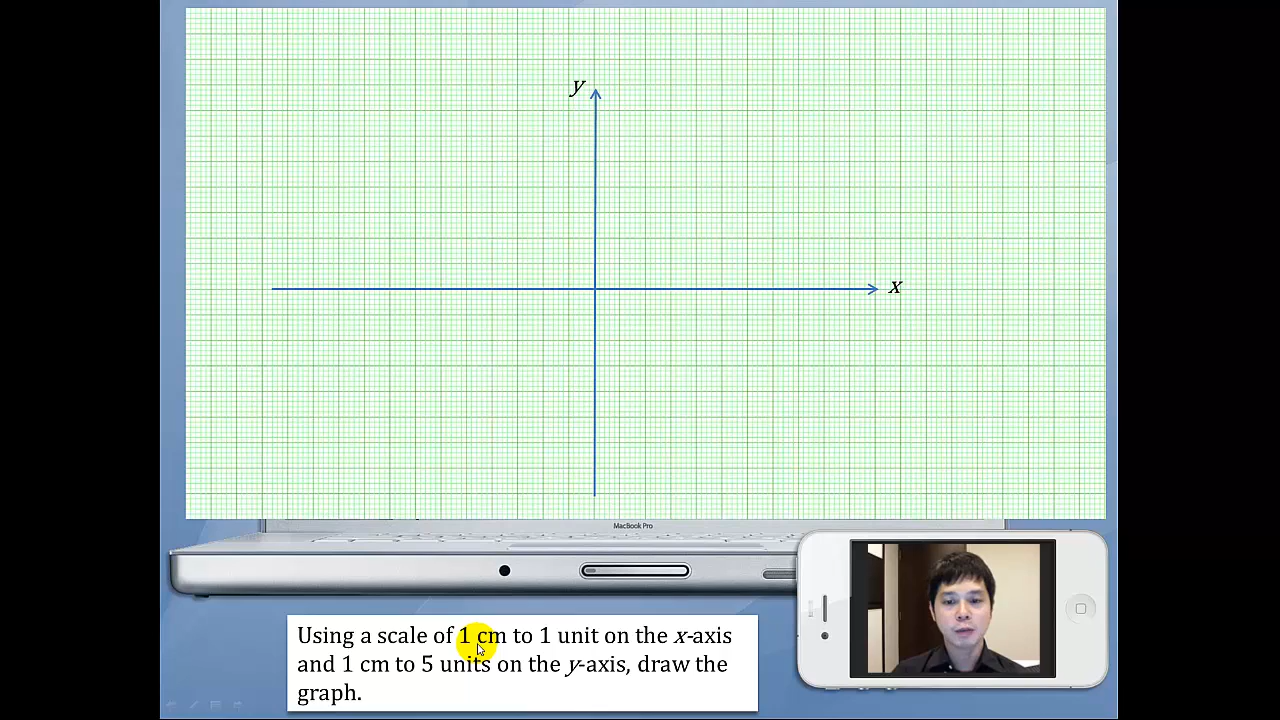 y
x
MacBook Pro
Using a scale of 1 cm to 1 unit on the x-axis
and 1 cm to 5 units on the y-axis, draw the
graph.